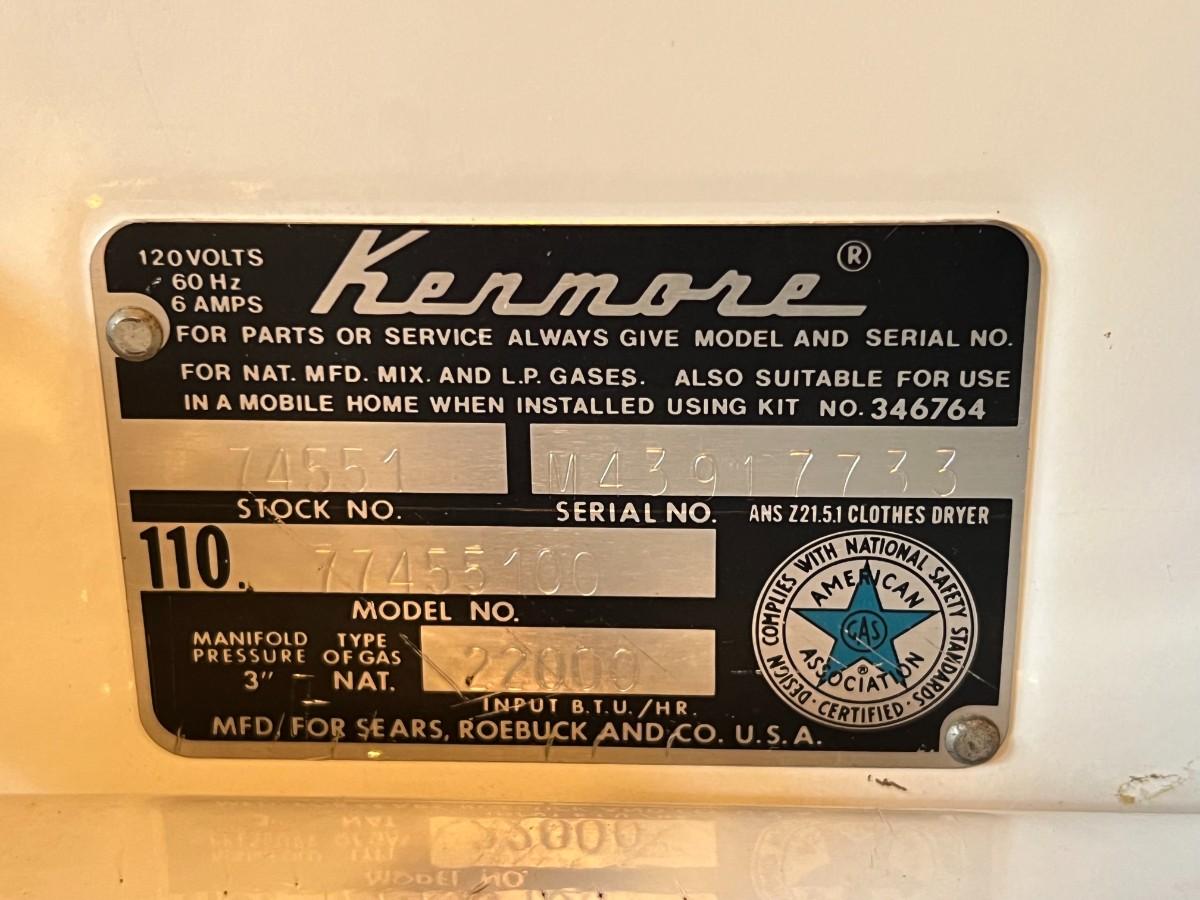 120 VOLTS
60 Hz
6 AMPS
Kenmore ®
FOR PARTS OR SERVICE ALWAYS GIVE MODEL AND SERIAL NO.
FOR NAT. MFD. MIX. AND L.P. GASES. ALSO SUITABLE FOR USE
IN A MOBILE HOME WHEN INSTALLED USING KIT NO. 346764
74551
M43917733
STOCK NO.
SERIAL NO.
ANS Z21.5.1 CLOTHES DRYER
110. 77455100
MODEL NO.
DESIGN COMPLIES WITH NATIONAL SAFETY STANDARDS · CERTIFIED ·
AMERICAN
GAS
ASSOCIATION
®
MANIFOLD TYPE
PRESSURE OF GAS
3" NAT.
22000
INPUT B.T.U./HR.
MFD. FOR SEARS, ROEBUCK AND CO. U.S.A.